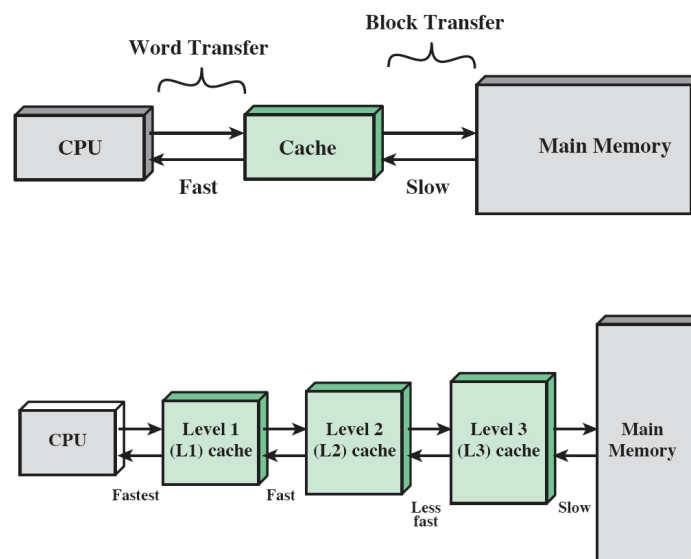 Block Transfer
Word Transfer
CPU
Cache
Main Memory
Fast
Slow
CPU
Level 1
(L1) cache
Level 2
(L2) cache
Level 3
(L3) cache
Main
Memory
Fastest
Fast
Less
fast
Slow